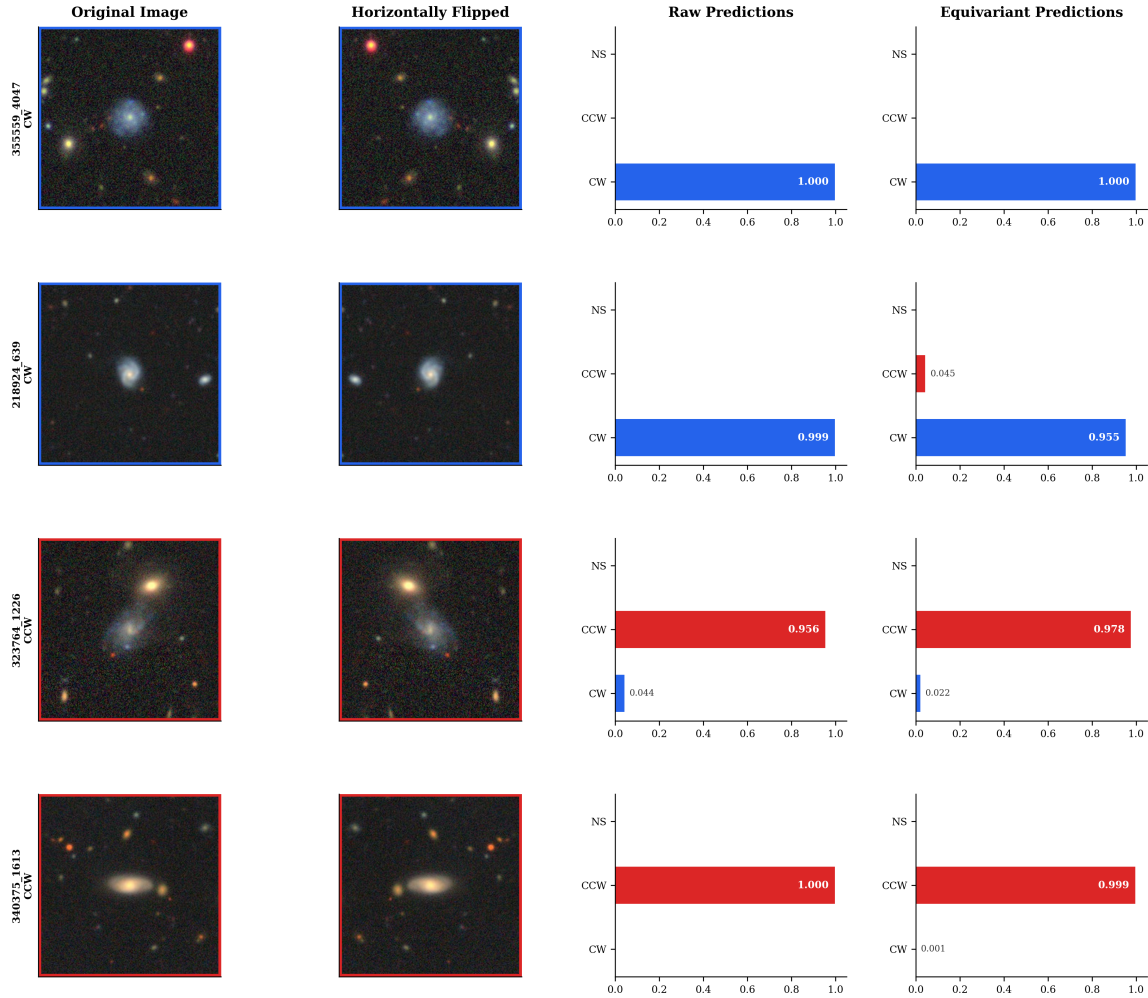 Original Image
Horizontally Flipped
Raw Predictions
Equivariant Predictions
355559_4047
CW
NS
CCW
CW
1.000
0.0 0.2 0.4 0.6 0.8 1.0
NS
CCW
CW
1.000
0.0 0.2 0.4 0.6 0.8 1.0
218924_639
CW
NS
CCW
CW
0.999
0.0 0.2 0.4 0.6 0.8 1.0
NS
CCW
0.045
CW
0.955
0.0 0.2 0.4 0.6 0.8 1.0
323764_1226
CCW
NS
CCW
0.956
CW
0.044
0.0 0.2 0.4 0.6 0.8 1.0
NS
CCW
0.978
CW
0.022
0.0 0.2 0.4 0.6 0.8 1.0
340375_1613
CCW
NS
CCW
1.000
CW
0.0 0.2 0.4 0.6 0.8 1.0
NS
CCW
0.999
CW
0.001
0.0 0.2 0.4 0.6 0.8 1.0